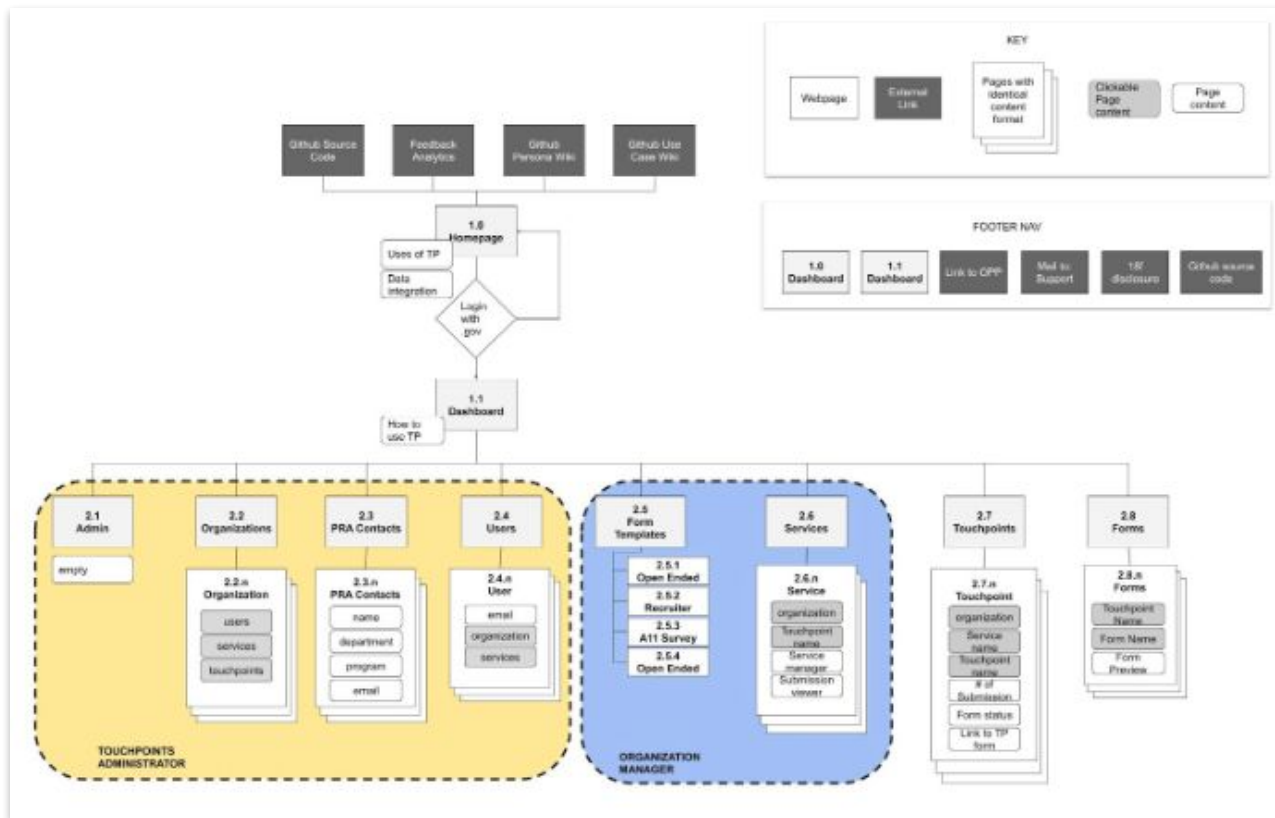 KEY
Webpage
External
Link
Pages with
identical
content
format
Clickable
Page
content
Page
content
Github Source
Code
Feedback
Analytics
Github
Persona Wiki
Github Use
Case Wiki
FOOTER NAV
1.0
Dashboard
1.1
Dashboard
Link to OPP
Mail to
Support
18f
disclosure
Github source
code
1.0
Homepage
Uses of TP
Data
integration
Login
with
.gov
1.1
Dashboard
How to
use TP
2.1
Admin
empty
2.2
Organizations
2.2.n
Organization
users
services
touchpoints
2.3
PRA Contacts
2.3.n
PRA Contacts
name
department
program
email
2.4
Users
2.4.n
User
email
organization
services
TOUCHPOINTS
ADMINISTRATOR
2.5
Form
Templates
2.5.1
Open Ended
2.5.2
Recruiter
2.5.3
A11 Survey
2.5.4
Open Ended
2.6
Services
2.6.n
Service
organization
Touchpoint
name
Service
manager
Submission
viewer
ORGANIZATION
MANAGER
2.7
Touchpoints
2.7.n
Touchpoint
organization
Service
name
Touchpoint
name
# of
Submission
Form status
Link to TP
form
2.8
Forms
2.8.n
Forms
Touchpoint
Name
Form Name
Form
Preview